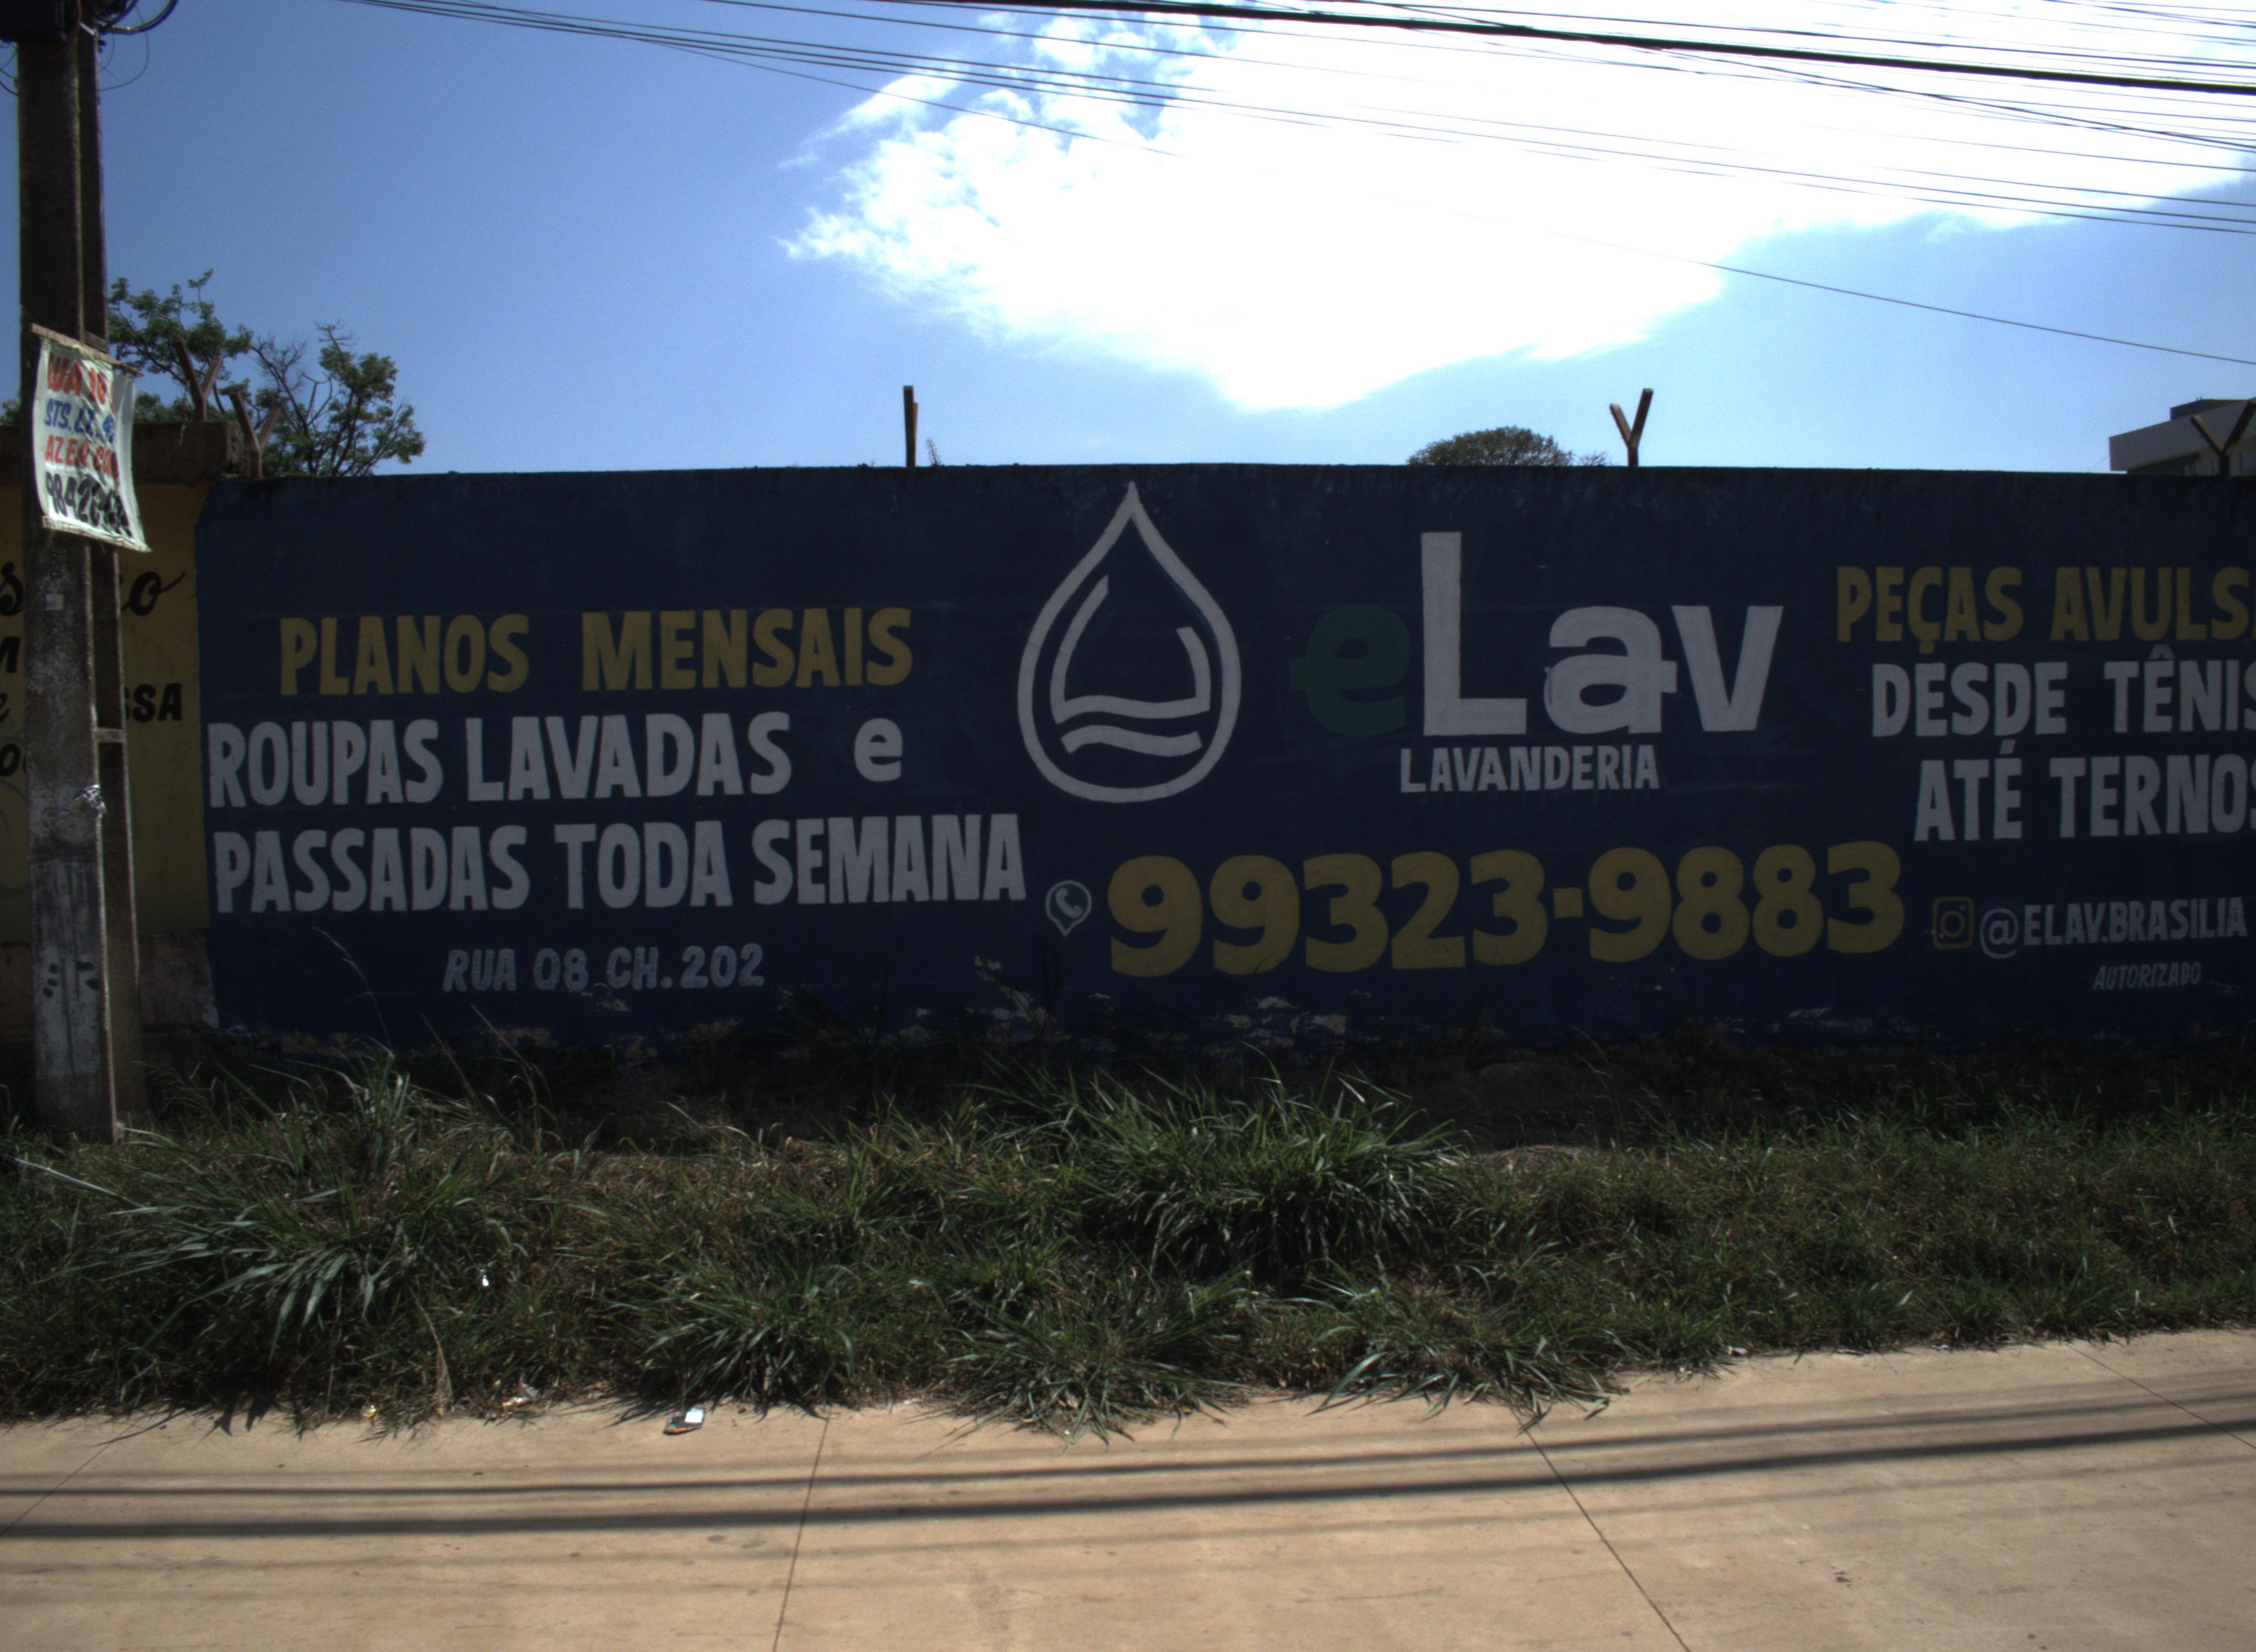 PLANOS MENSAIS
ROUPAS LAVADAS e
PASSADAS TODA SEMANA
RUA 08 CH. 202
eLav
LAVANDERIA
99323-9883
PEÇAS
DESDE TÊNIS
ATÉ TERNOS
@ELAV.BRASILIA
AUTORIZADO